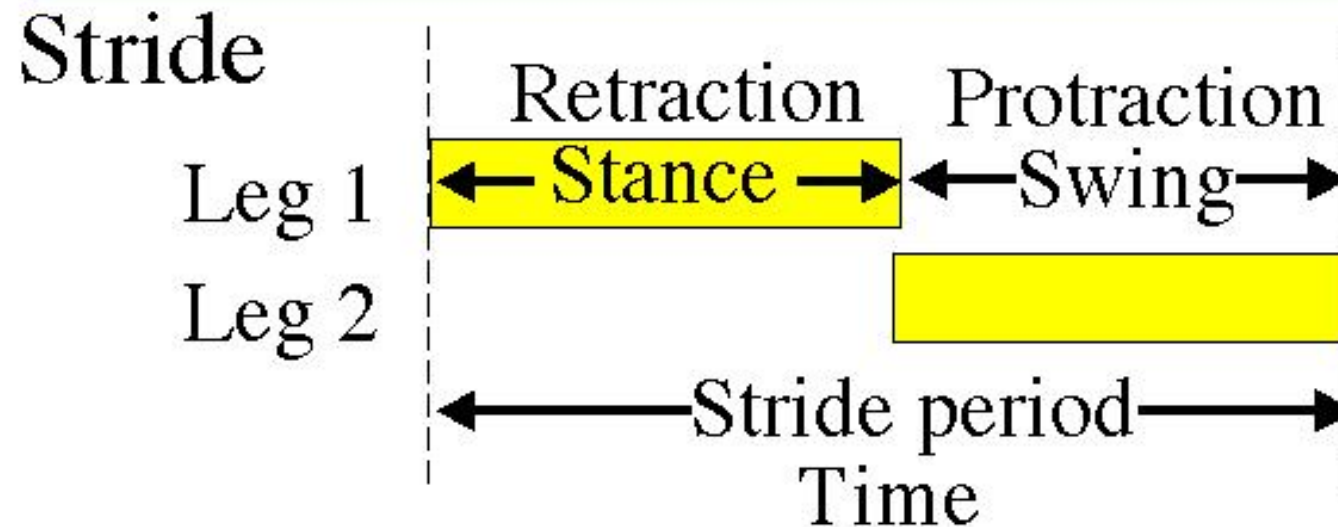 Stride
Retraction Protraction
Leg 1 Stance Swing
Leg 2
Stride period
Time